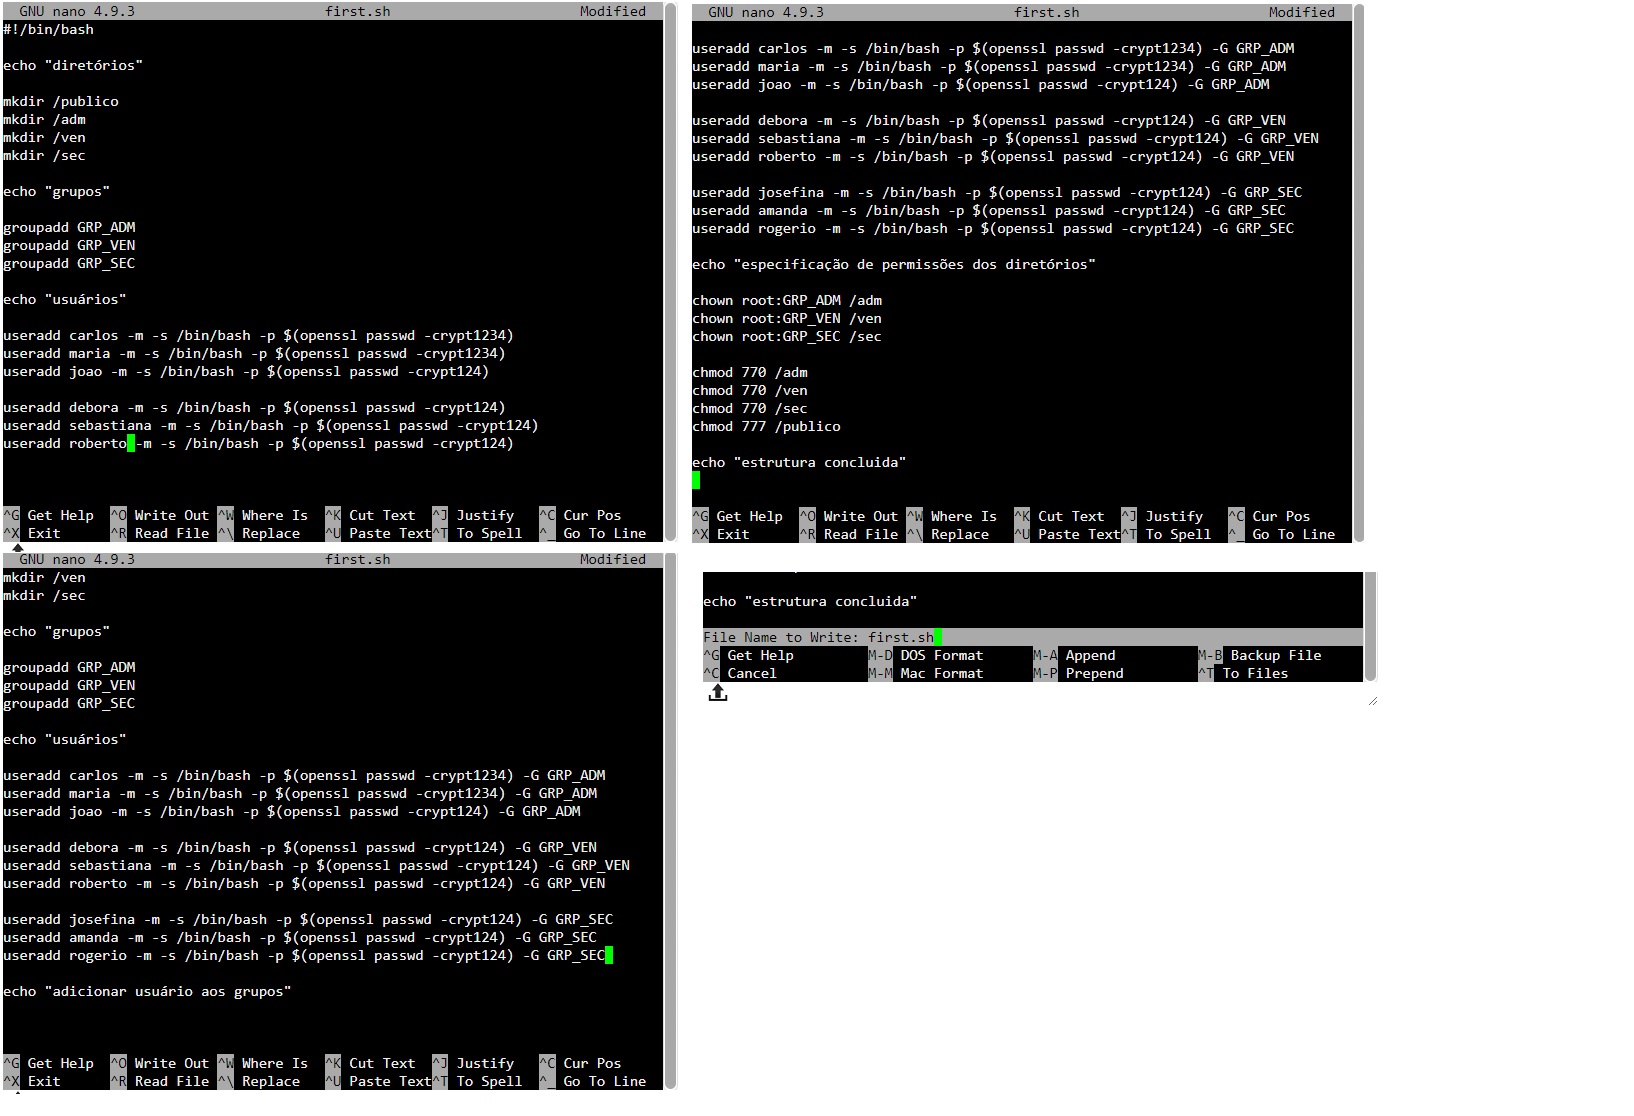 GNU nano 4.9.3 first.sh Modified
#!/bin/bash
echo "diretórios"
mkdir /publico
mkdir /adm
mkdir /ven
mkdir /sec
echo "grupos"
groupadd GRP_ADM
groupadd GRP_VEN
groupadd GRP_SEC
echo "usuários"
useradd carlos -m -s /bin/bash -p $(openssl passwd -crypt1234)
useradd maria -m -s /bin/bash -p $(openssl passwd -crypt1234)
useradd joao -m -s /bin/bash -p $(openssl passwd -crypt124)
useradd debora -m -s /bin/bash -p $(openssl passwd -crypt124)
useradd sebastiana -m -s /bin/bash -p $(openssl passwd -crypt124)
useradd roberto -m -s /bin/bash -p $(openssl passwd -crypt124)
^G Get Help ^O Write Out ^W Where Is ^K Cut Text ^J Justify ^C Cur Pos
^X Exit ^R Read File ^\ Replace ^U Paste Text ^T To Spell ^_ Go To Line
GNU nano 4.9.3 first.sh Modified
useradd carlos -m -s /bin/bash -p $(openssl passwd -crypt1234) -G GRP_ADM
useradd maria -m -s /bin/bash -p $(openssl passwd -crypt1234) -G GRP_ADM
useradd joao -m -s /bin/bash -p $(openssl passwd -crypt124) -G GRP_ADM
useradd debora -m -s /bin/bash -p $(openssl passwd -crypt124) -G GRP_VEN
useradd sebastiana -m -s /bin/bash -p $(openssl passwd -crypt124) -G GRP_VEN
useradd roberto -m -s /bin/bash -p $(openssl passwd -crypt124) -G GRP_VEN
useradd josefina -m -s /bin/bash -p $(openssl passwd -crypt124) -G GRP_SEC
useradd amanda -m -s /bin/bash -p $(openssl passwd -crypt124) -G GRP_SEC
useradd rogerio -m -s /bin/bash -p $(openssl passwd -crypt124) -G GRP_SEC
echo "especificação de permissões dos diretórios"
chown root:GRP_ADM /adm
chown root:GRP_VEN /ven
chown root:GRP_SEC /sec
chmod 770 /adm
chmod 770 /ven
chmod 770 /sec
chmod 777 /publico
echo "estrutura concluida"
^G Get Help ^O Write Out ^W Where Is ^K Cut Text ^J Justify ^C Cur Pos
^X Exit ^R Read File ^\ Replace ^U Paste Text ^T To Spell ^_ Go To Line
GNU nano 4.9.3 first.sh Modified
mkdir /ven
mkdir /sec
echo "grupos"
groupadd GRP_ADM
groupadd GRP_VEN
groupadd GRP_SEC
echo "usuários"
useradd carlos -m -s /bin/bash -p $(openssl passwd -crypt1234) -G GRP_ADM
useradd maria -m -s /bin/bash -p $(openssl passwd -crypt1234) -G GRP_ADM
useradd joao -m -s /bin/bash -p $(openssl passwd -crypt124) -G GRP_ADM
useradd debora -m -s /bin/bash -p $(openssl passwd -crypt124) -G GRP_VEN
useradd sebastiana -m -s /bin/bash -p $(openssl passwd -crypt124) -G GRP_VEN
useradd roberto -m -s /bin/bash -p $(openssl passwd -crypt124) -G GRP_VEN
useradd josefina -m -s /bin/bash -p $(openssl passwd -crypt124) -G GRP_SEC
useradd amanda -m -s /bin/bash -p $(openssl passwd -crypt124) -G GRP_SEC
useradd rogerio -m -s /bin/bash -p $(openssl passwd -crypt124) -G GRP_SEC
echo "adicionar usuário aos grupos"
^G Get Help ^O Write Out ^W Where Is ^K Cut Text ^J Justify ^C Cur Pos
^X Exit ^R Read File ^\ Replace ^U Paste Text ^T To Spell ^_ Go To Line
echo "estrutura concluida"
File Name to Write: first.sh
^G Get Help M-D DOS Format M-A Append M-B Backup File
^C Cancel M-M Mac Format M-P Prepend ^T To Files